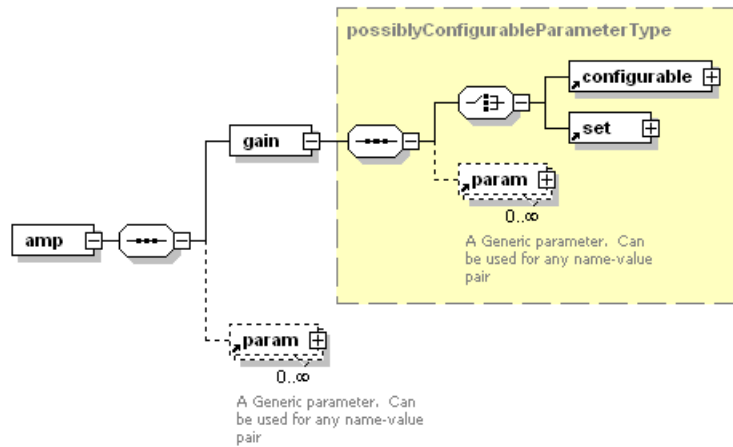 possiblyConfigurableParameterType
configurable
gain
set
param
0..∞
A Generic parameter. Can
be used for any name-value
pair
amp
param
0..∞
A Generic parameter. Can
be used for any name-value
pair